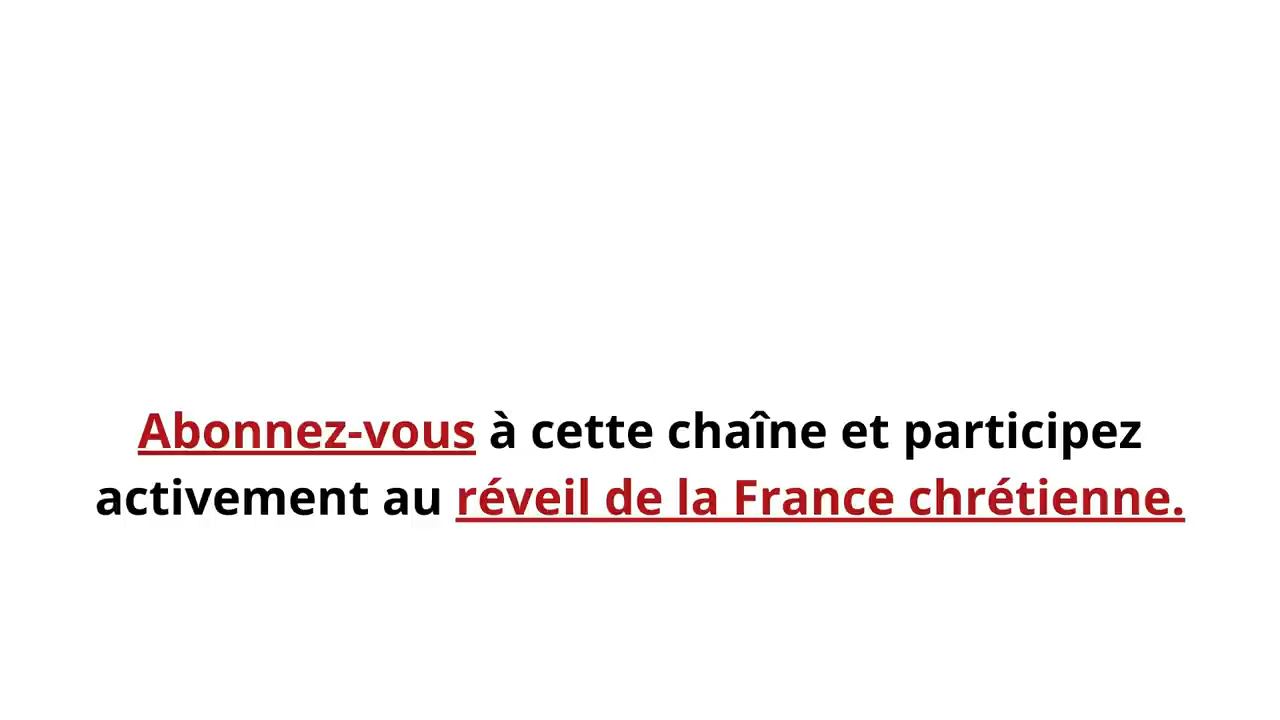 Abonnez-vous à cette chaîne et participez
activement au réveil de la France chrétienne.